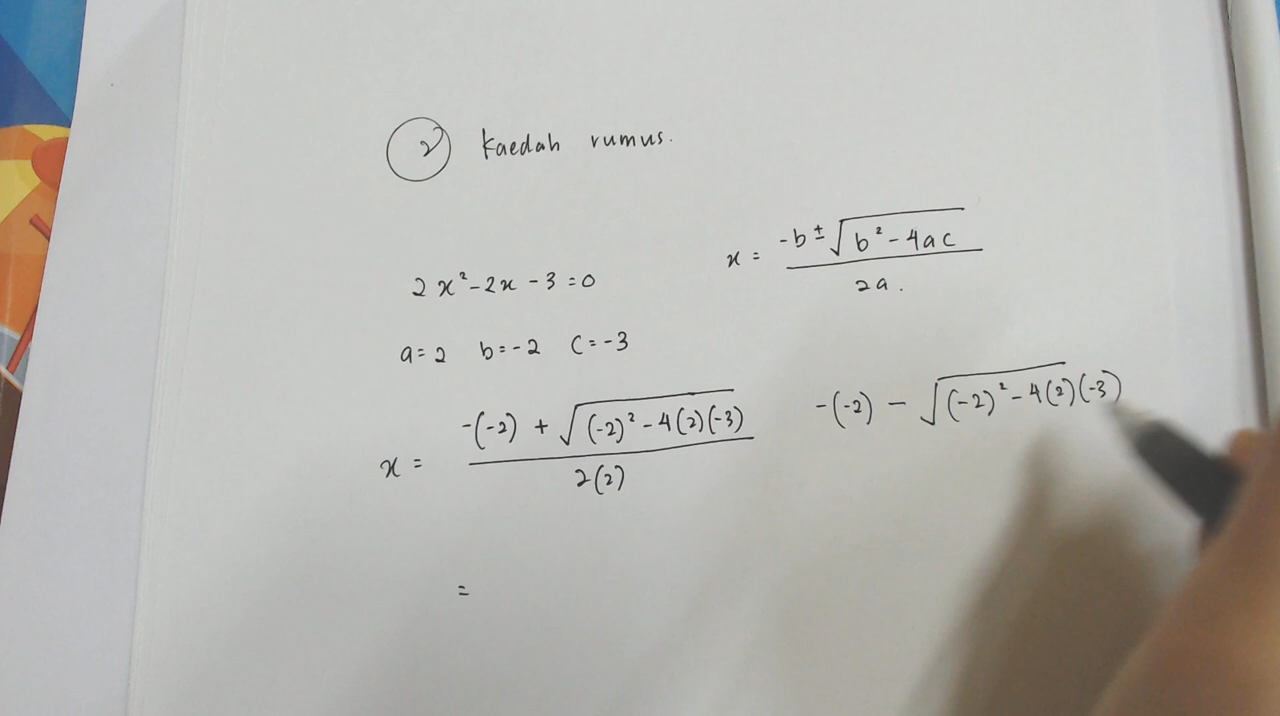 2 Kaedah rumus.
2x² - 2x - 3 = 0
x = (-b ± √(b² - 4ac)) / 2a.
a = 2 b = -2 c = -3
x = (-(-2) + √((-2)² - 4(2)(-3))) / 2(2)
-(-2) - √((-2)² - 4(2)(-3))
=